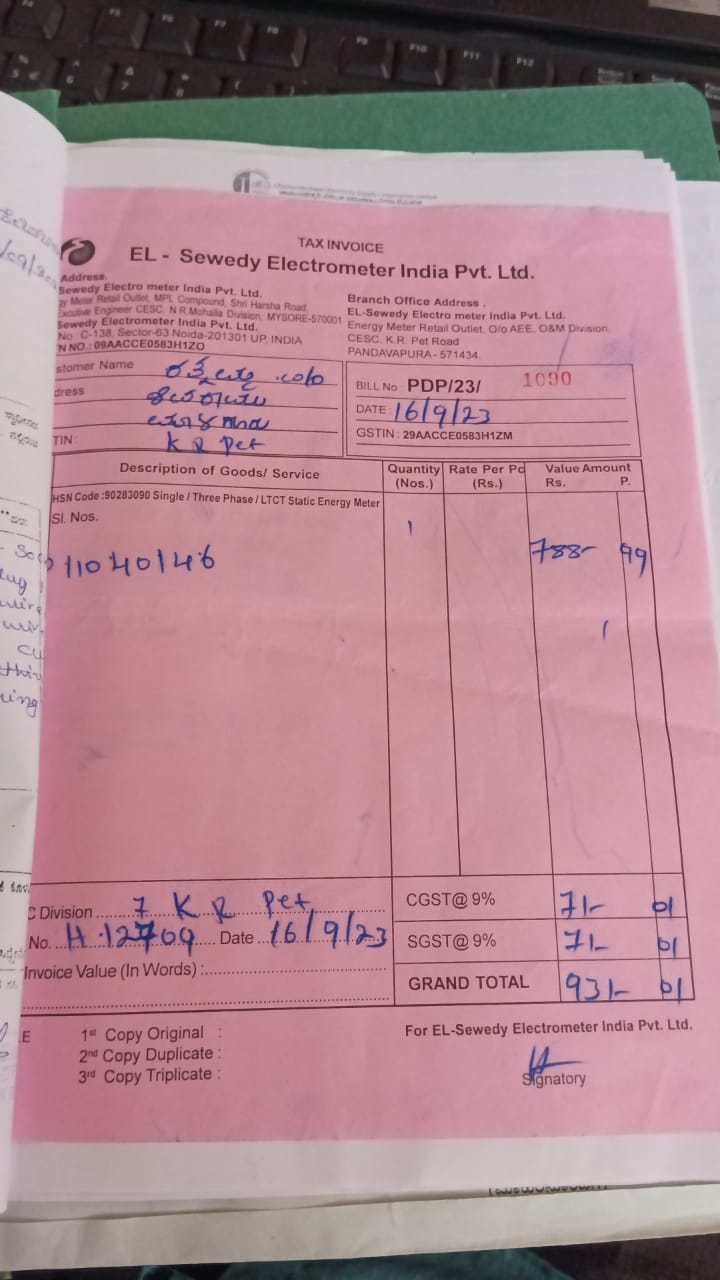 TAX INVOICE
EL - Sewedy Electrometer India Pvt. Ltd.
Address.
Sewedy Electro meter India Pvt. Ltd.
gy Meter Retail Outlet, MPL Compound, Shri Harsha Road,
Executive Engineer CESC, N.R.Mohalla Division, MYSORE-570001
Sewedy Electrometer India Pvt. Ltd.
No C-138, Sector-63 Noida-201301 UP, INDIA
N NO.: 09AACCE0583H1ZO
Branch Office Address .
EL-Sewedy Electro meter India Pvt. Ltd.
Energy Meter Retail Outlet, O/o AEE, O&M Division,
CESC. K.R. Pet Road
PANDAVAPURA - 571434.
stomer Name
dress
TIN : K R Pet
BILL No : PDP/23/ 1090
DATE : 16/9/23
GSTIN : 29AACCE0583H1ZM
Description of Goods/ Service Quantity (Nos.) Rate Per Pc (Rs.) Value Amount Rs. P.
HSN Code :90283090 Single / Three Phase / LTCT Static Energy Meter
Sl. Nos.
11040146 1 788- 99
C Division 7 K R Pet
No. H-12709 Date 16/9/23
Invoice Value (In Words) :
CGST@ 9% 71- 01
SGST@ 9% 71- 01
GRAND TOTAL 931- 01
E
1st Copy Original :
2nd Copy Duplicate :
3rd Copy Triplicate :
For EL-Sewedy Electrometer India Pvt. Ltd.
Signatory